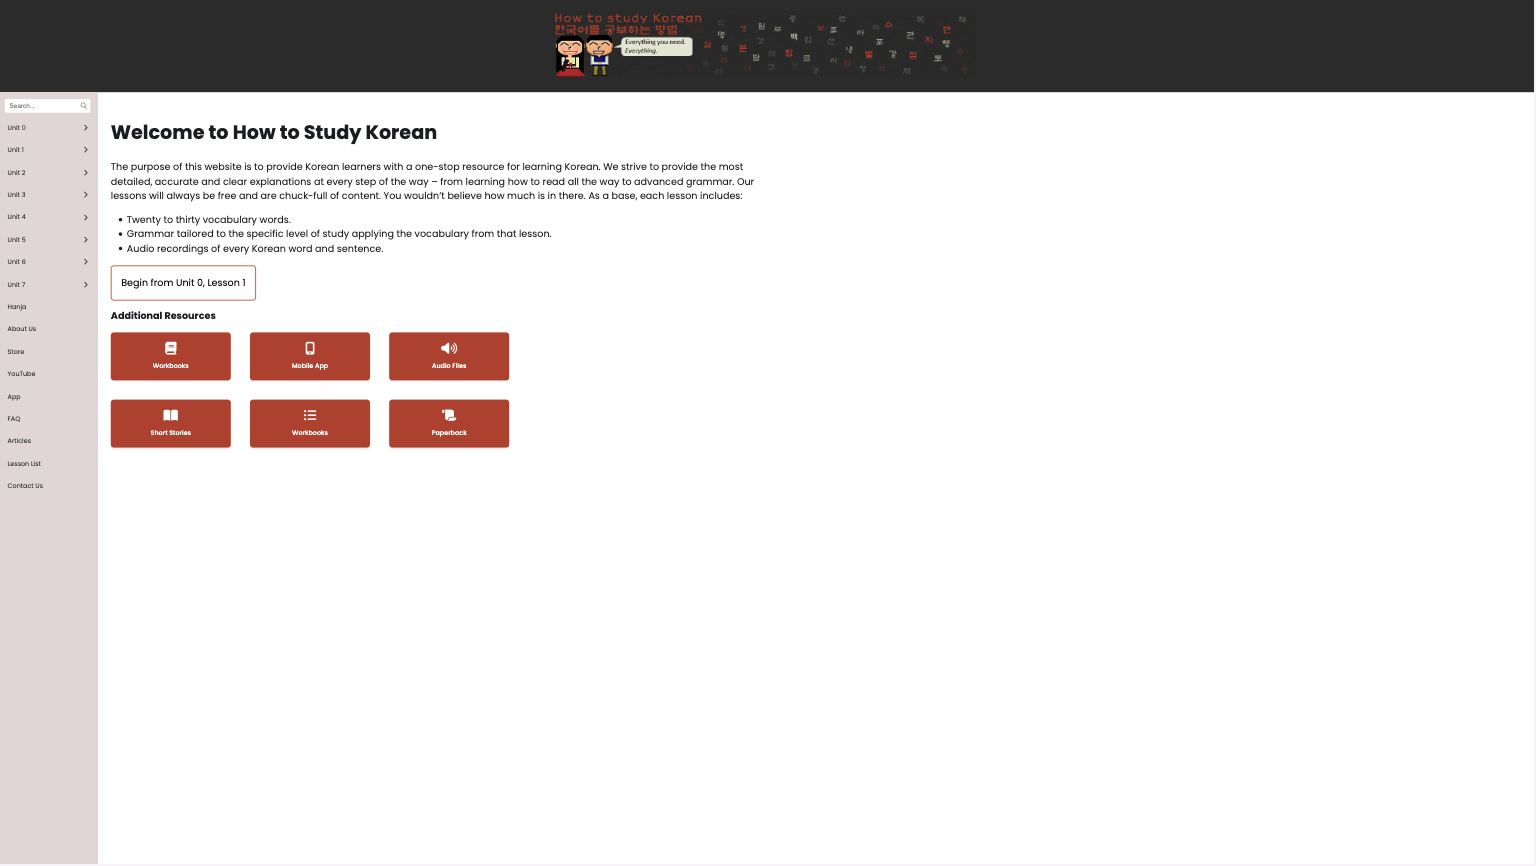 How to study Korean
한국어를 공부하는 방법
Everything you need.
Everything.
Search...
Unit 0
Unit 1
Unit 2
Unit 3
Unit 4
Unit 5
Unit 6
Unit 7
Hanja
About Us
Store
YouTube
App
FAQ
Articles
Lesson List
Contact Us
Welcome to How to Study Korean
The purpose of this website is to provide Korean learners with a one-stop resource for learning Korean. We strive to provide the most
detailed, accurate and clear explanations at every step of the way – from learning how to read all the way to advanced grammar. Our
lessons will always be free and are chuck-full of content. You wouldn’t believe how much is in there. As a base, each lesson includes:
• Twenty to thirty vocabulary words.
• Grammar tailored to the specific level of study applying the vocabulary from that lesson.
• Audio recordings of every Korean word and sentence.
Begin from Unit 0, Lesson 1
Additional Resources
Workbooks
Mobile App
Audio Files
Short Stories
Workbooks
Paperback